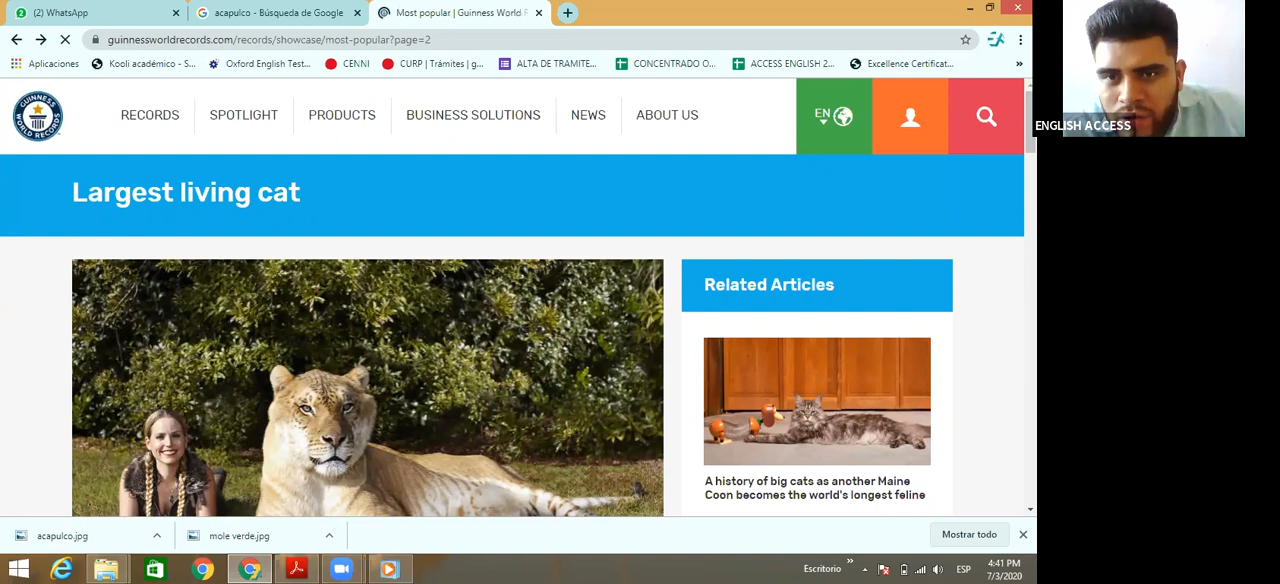 (2) WhatsApp
acapulco - Búsqueda de Google
Most popular | Guinness World R
guinnessworldrecords.com/records/showcase/most-popular?page=2
Aplicaciones
Kooli académico - S...
Oxford English Test...
CENNI
CURP | Trámites | g...
ALTA DE TRAMITE...
CONCENTRADO O...
ACCESS ENGLISH 2...
Excellence Certificat...
»
GUINNESS WORLD RECORDS
RECORDS
SPOTLIGHT
PRODUCTS
BUSINESS SOLUTIONS
NEWS
ABOUT US
EN
ENGLISH ACCESS
Largest living cat
Related Articles
A history of big cats as another Maine
Coon becomes the world's longest feline
acapulco.jpg
mole verde.jpg
Mostrar todo
Escritorio »
ESP
4:41 PM
7/3/2020